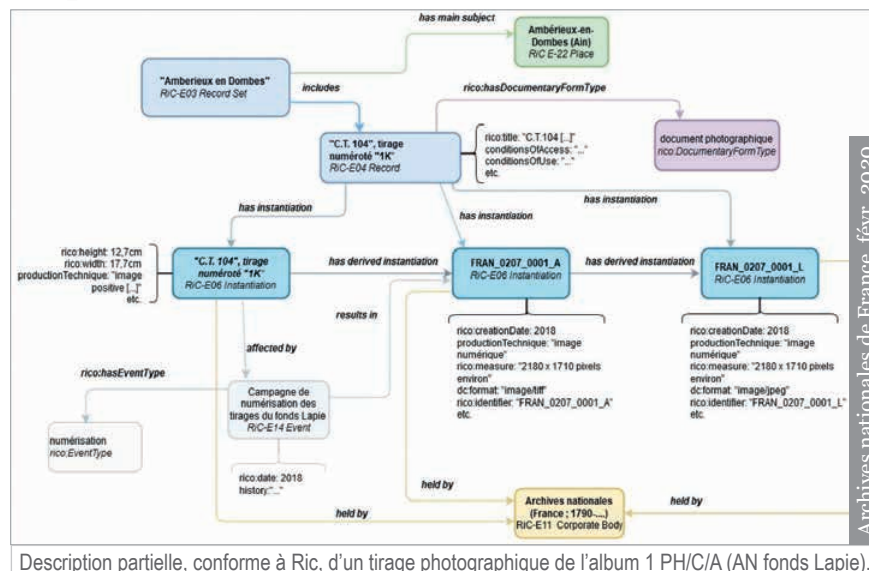 has main subject
Ambérieux-en-
Dombes (Ain)
RiC E-22 Place
"Amberieux en Dombes"
RiC-E03 Record Set
includes
rico:hasDocumentaryFormType
"C.T. 104", tirage
numéroté "1K"
RiC-E04 Record
rico:title: "C.T.104 [...]"
conditionsOfAccess: "..."
conditionsOfUse: "..."
etc.
document photographique
rico:DocumentaryFormType
has instantiation
has instantiation
has instantiation
rico:height: 12,7cm
rico:width: 17,7cm
productionTechnique: "image
positive [...]"
etc.
"C.T. 104", tirage
numéroté "1K"
RiC-E06 Instantiation
has derived instantiation
FRAN_0207_0001_A
RiC-E06 Instantiation
has derived instantiation
FRAN_0207_0001_L
RiC-E06 Instantiation
results in
affected by
rico:creationDate: 2018
productionTechnique: "image
numérique"
rico:measure: "2180 x 1710 pixels
environ"
dc:format: "image/tiff"
rico:identifier: "FRAN_0207_0001_A"
etc.
rico:creationDate: 2018
productionTechnique: "image
numérique"
rico:measure: "2180 x 1710 pixels
environ"
dc:format: "image/jpeg"
rico:identifier: "FRAN_0207_0001_L"
etc.
rico:hasEventType
Campagne de
numérisation des
tirages du fonds Lapie
RiC-E14 Event
numérisation
rico:EventType
rico:date: 2018
history:"..."
held by
held by
held by
Archives nationales
(France ; 1790-....)
RiC-E11 Corporate Body
Archives nationales de France, févr. 2020
Description partielle, conforme à Ric, d'un tirage photographique de l'album 1 PH/C/A (AN fonds Lapie).